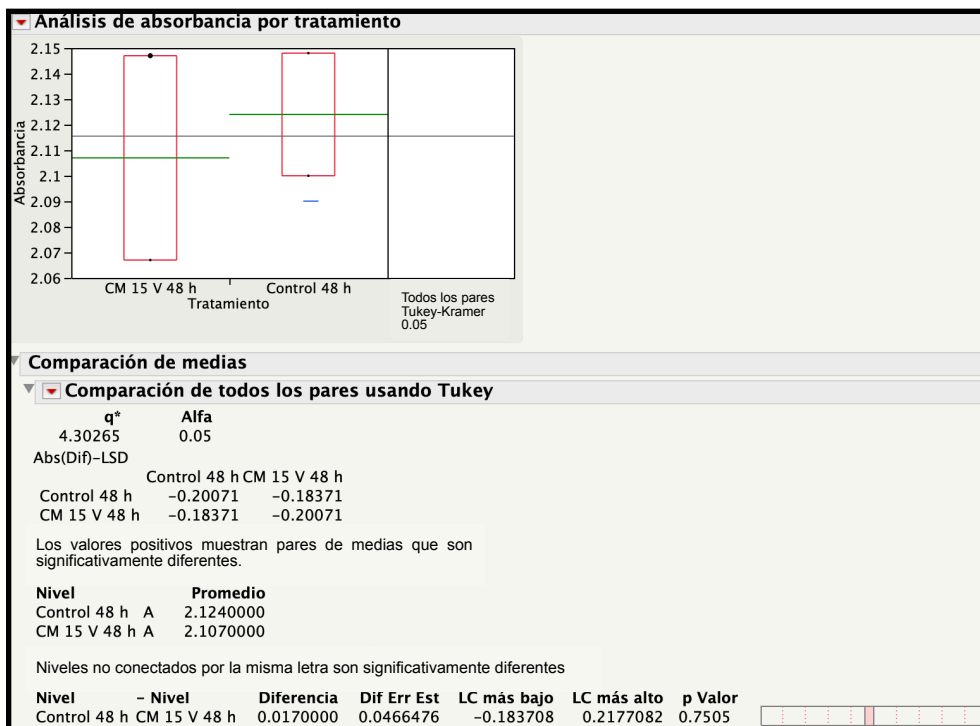 Análisis de absorbancia por tratamiento
2.15
2.14
2.13
2.12
2.11
2.1
2.09
2.08
2.07
2.06
Absorbancia
CM 15 V 48 h
Control 48 h
Tratamiento
Todos los pares
Tukey-Kramer
0.05
Comparación de medias
Comparación de todos los pares usando Tukey
q* Alfa
4.30265 0.05
Abs(Dif)-LSD
Control 48 h CM 15 V 48 h
Control 48 h -0.20071 -0.18371
CM 15 V 48 h -0.18371 -0.20071
Los valores positivos muestran pares de medias que son
significativamente diferentes.
Nivel Promedio
Control 48 h A 2.1240000
CM 15 V 48 h A 2.1070000
Niveles no conectados por la misma letra son significativamente diferentes
Nivel - Nivel Diferencia Dif Err Est LC más bajo LC más alto p Valor
Control 48 h CM 15 V 48 h 0.0170000 0.0466476 -0.183708 0.2177082 0.7505